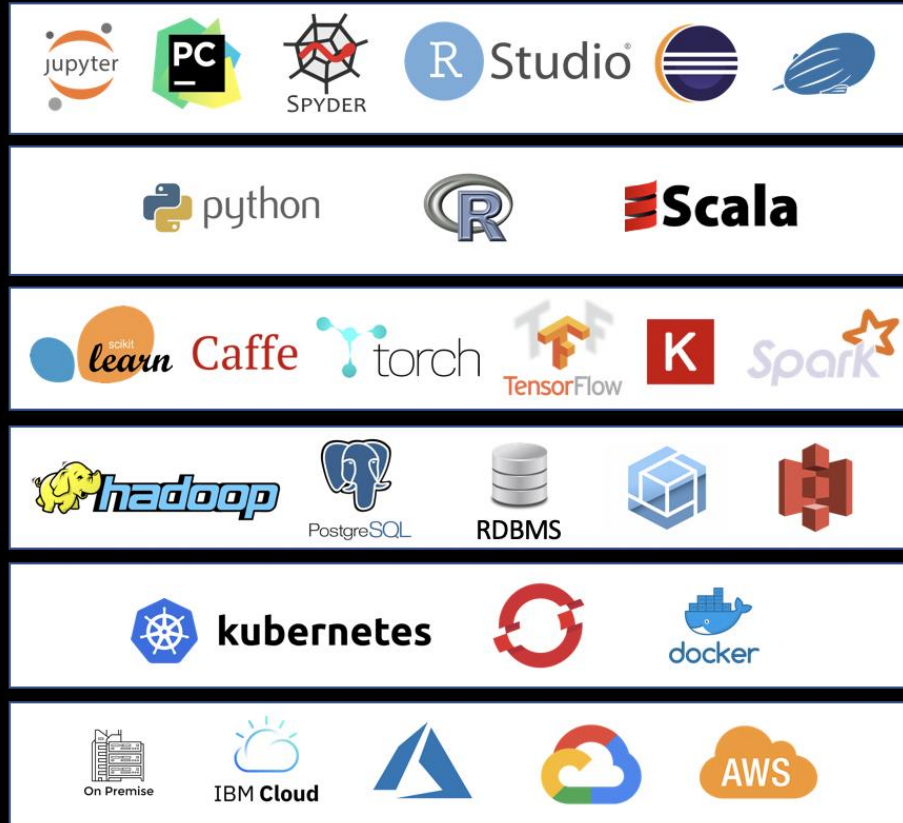 jupyter
PC
SPYDER
R Studio®
python
R
Scala
scikit
learn
Caffe
torch
TF
TensorFlow
K
Spark
hadoop
PostgreSQL
RDBMS
kubernetes
docker
On Premise
IBM Cloud
AWS